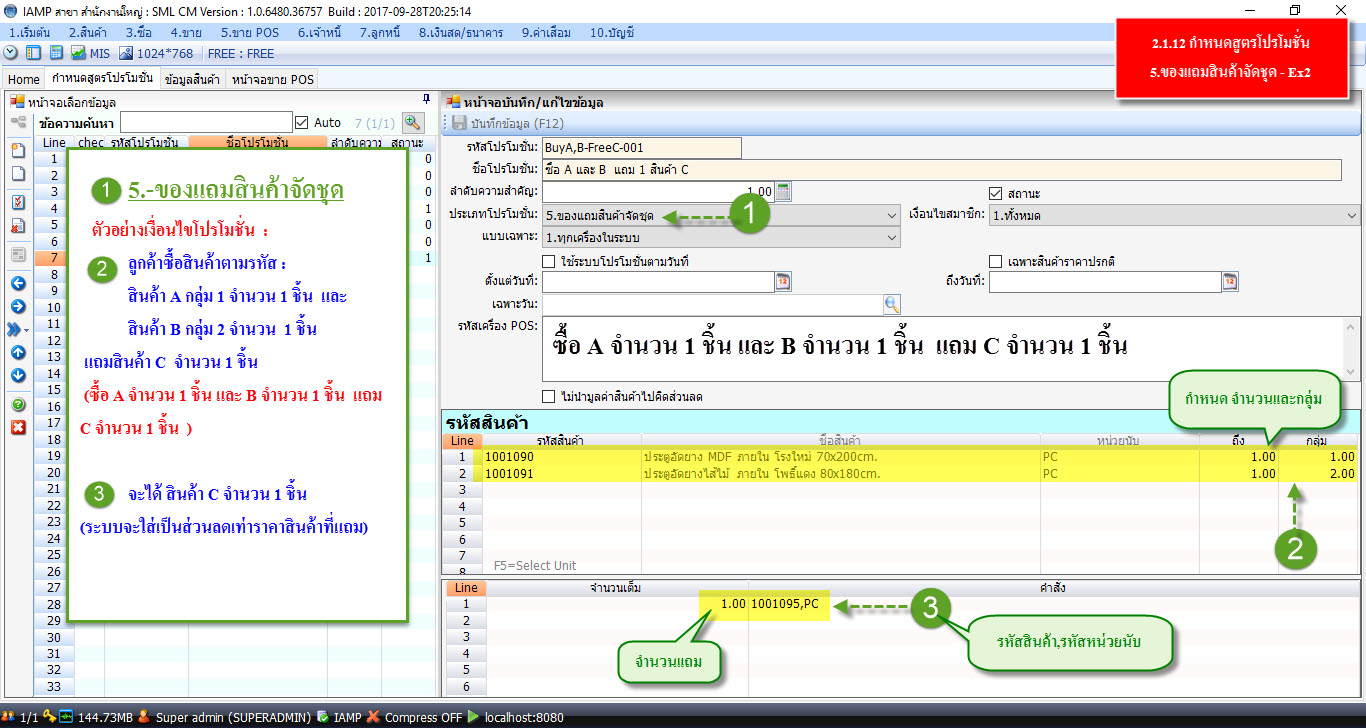 IAMP สาขา สำนักงานใหญ่ : SML CM Version : 1.0.6480.36757 Build : 2017-09-28T20:25:14
1.เริ่มต้น 2.สินค้า 3.ซื้อ 4.ขาย 5.ขาย POS 6.เจ้าหนี้ 7.ลูกหนี้ 8.เงินสด/ธนาคาร 9.ค่าเสื่อม 10.บัญชี
MIS 1024*768 FREE : FREE
2.1.12 กำหนดสูตรโปรโมชั่น
5.ของแถมสินค้าจัดชุด - Ex2
Home กำหนดสูตรโปรโมชั่น ข้อมูลสินค้า หน้าจอขาย POS
หน้าจอเลือกข้อมูล
ข้อความค้นหา Auto 7 (1/1)
Line chec รหัสโปรโมชั่น ชื่อโปรโมชั่น ลำดับความ สถานะ
1 0
2 0
3 0
4 1
5 0
6 0
7 1
8
9
10
11
12
13
14
15
16
17
18
19
20
21
22
23
24
25
26
27
28
29
30
31
32
33
1 5.-ของแถมสินค้าจัดชุด
ตัวอย่างเงื่อนไขโปรโมชั่น :
2 ลูกค้าซื้อสินค้าตามรหัส :
สินค้า A กลุ่ม 1 จำนวน 1 ชิ้น และ
สินค้า B กลุ่ม 2 จำนวน 1 ชิ้น
แถมสินค้า C จำนวน 1 ชิ้น
(ซื้อ A จำนวน 1 ชิ้น และ B จำนวน 1 ชิ้น แถม
C จำนวน 1 ชิ้น )
3 จะได้ สินค้า C จำนวน 1 ชิ้น
(ระบบจะใส่เป็นส่วนลดเท่าราคาสินค้าที่แถม)
หน้าจอบันทึก/แก้ไขข้อมูล
บันทึกข้อมูล (F12)
รหัสโปรโมชั่น: BuyA,B-FreeC-001
ชื่อโปรโมชั่น: ซื้อ A และ B แถม 1 สินค้า C
ลำดับความสำคัญ: 1.00 สถานะ
ประเภทโปรโมชั่น: 5.ของแถมสินค้าจัดชุด 1 เงื่อนไขสมาชิก: 1.ทั้งหมด
แบบเฉพาะ: 1.ทุกเครื่องในระบบ
ใช้ระบบโปรโมชั่นตามวันที่ เฉพาะสินค้าราคาปรกติ
ตั้งแต่วันที่: ถึงวันที่:
เฉพาะวัน:
รหัสเครื่อง POS: ซื้อ A จำนวน 1 ชิ้น และ B จำนวน 1 ชิ้น แถม C จำนวน 1 ชิ้น
ไม่นำมูลค่าสินค้าไปคิดส่วนลด
กำหนด จำนวนและกลุ่ม
รหัสสินค้า
Line รหัสสินค้า ชื่อสินค้า หน่วยนับ ถึง กลุ่ม
1 1001090 ประตูอัดยาง MDF ภายใน โรงใหม่ 70x200cm. PC 1.00 1.00
2 1001091 ประตูอัดยางไส้ไม้ ภายใน โพธิ์แดง 80x180cm. PC 1.00 2.00
3
4
5
6
7
8
2
F5=Select Unit
Line จำนวนเต็ม คำสั่ง
1 1.00 1001095,PC 3
2
3
4
5
6
จำนวนแถม
รหัสสินค้า,รหัสหน่วยนับ
1/1 144.73MB Super admin (SUPERADMIN) IAMP Compress OFF localhost:8080